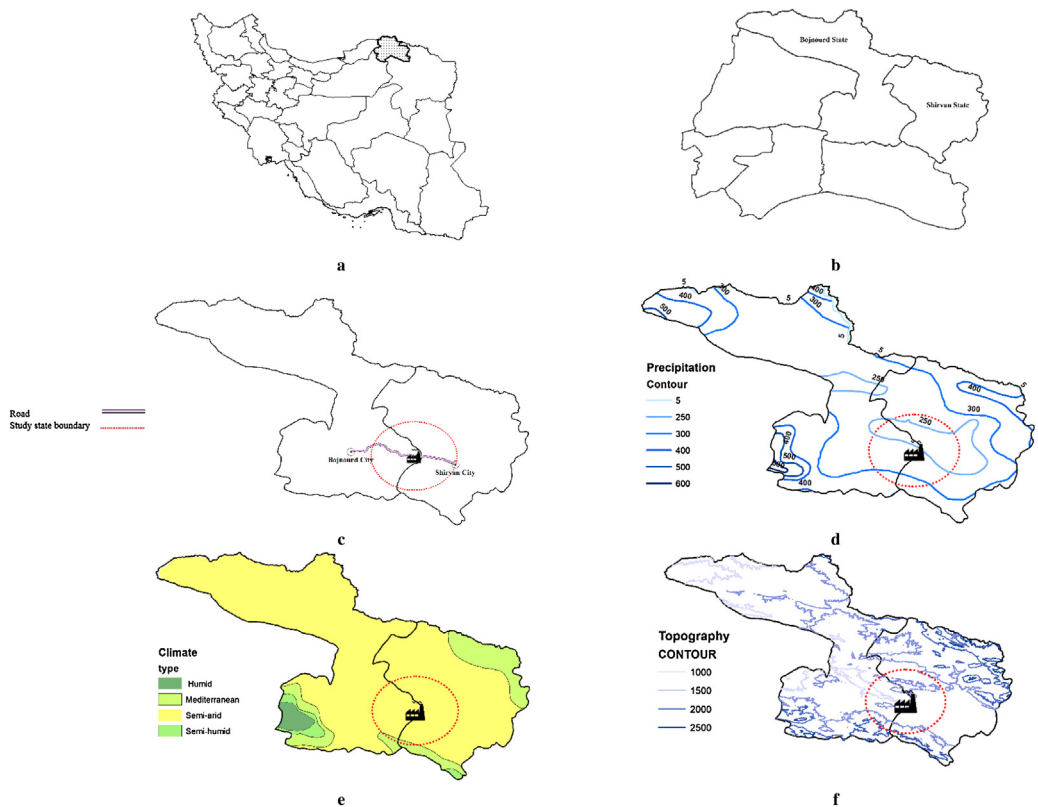 a
Bojnourd State
Shirvan State
b
Road
Study state boundary
Bojnourd City
Shirvan City
c
5
400
500
300
400
300
5
5
5
250
400
5
300
250
400
500
400
Precipitation
Contour
5
250
300
400
500
600
d
Climate
type
Humid
Mediterranean
Semi-arid
Semi-humid
e
Topography
CONTOUR
1000
1500
2000
2500
f